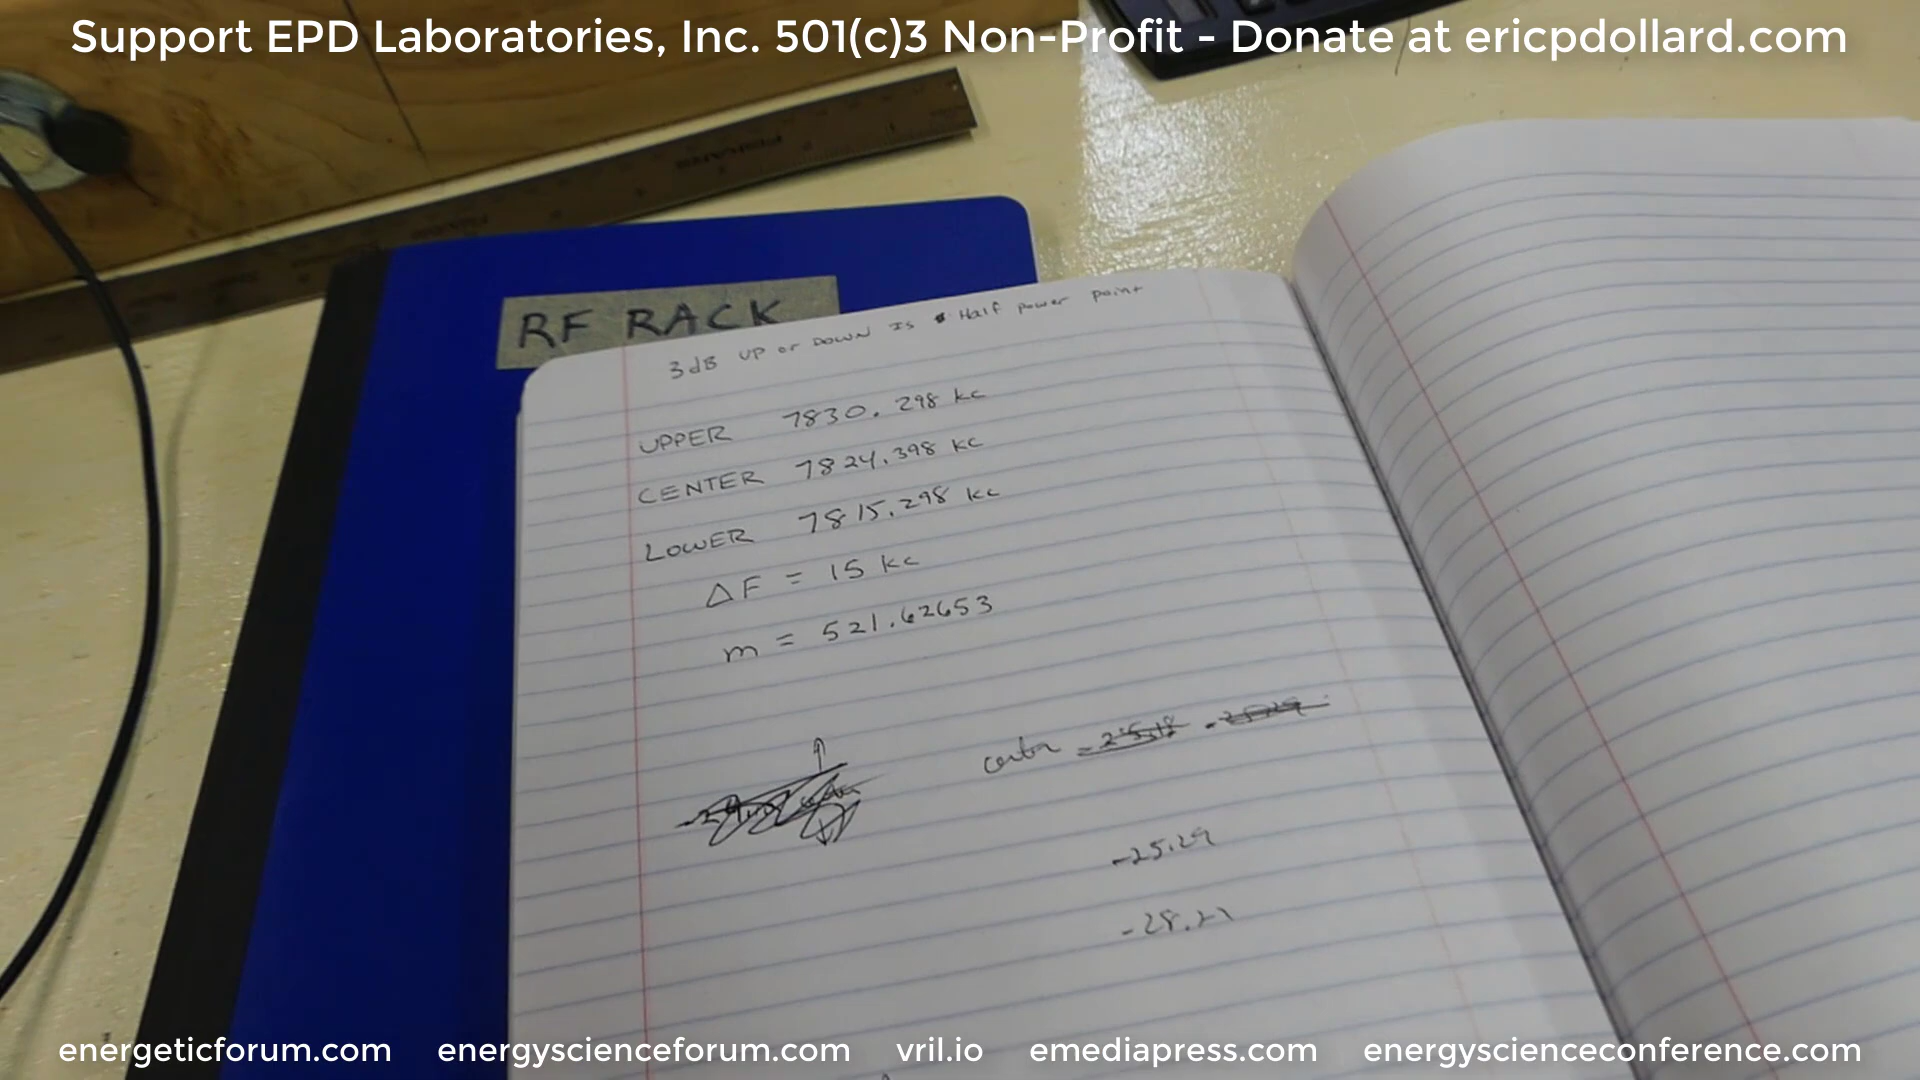 Support EPD Laboratories, Inc. 501(c)3 Non-Profit - Donate at ericpdollard.com
RF RACK
3dB UP or DOWN IS Half power point
UPPER 7830.298 kc
CENTER 7824.398 kc
LOWER 7815.298 kc
ΔF = 15 kc
m = 521.62653
center
-25.29
energeticforum.com energyscienceforum.com vril.io emediapress.com energyscienceconference.com